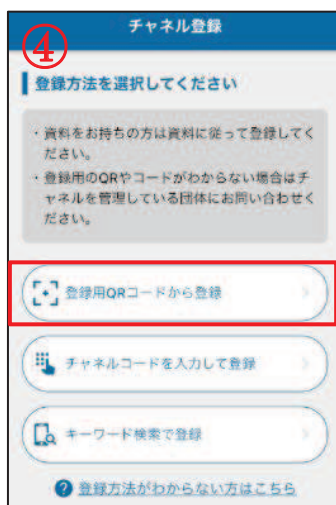 チャネル登録
④
登録方法を選択してください
・資料をお持ちの方は資料に従って登録してく
ださい。
・登録用のQRやコードがわからない場合はチ
ャネルを管理している団体にお問い合わせく
ださい。
登録用QRコードから登録
チャネルコードを入力して登録
キーワード検索で登録
? 登録方法がわからない方はこちら